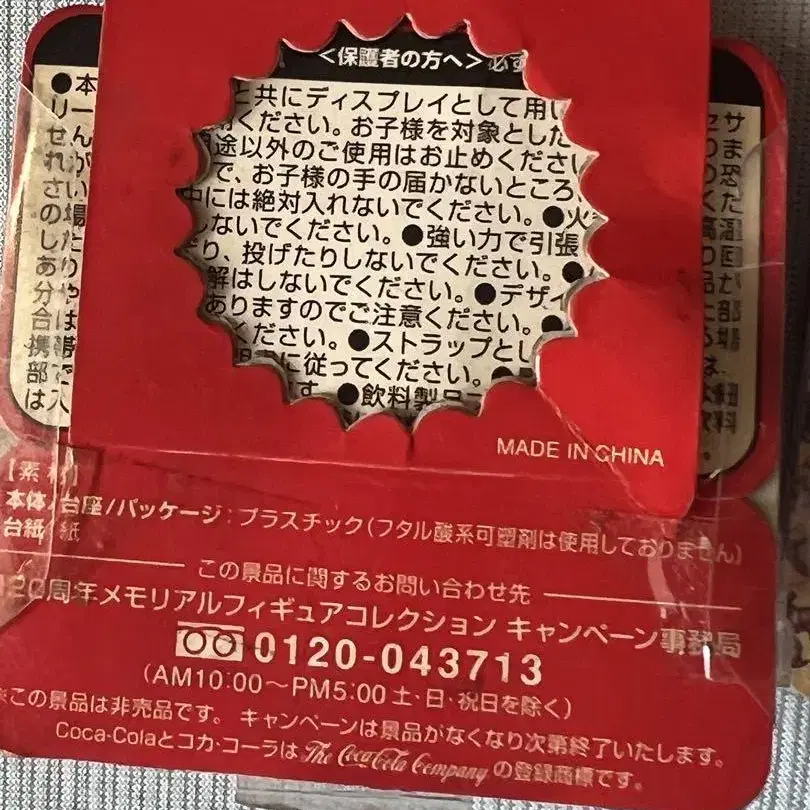 <保護者の方へ> 必ず
と共にディスプレイとして用い
ください。お子様を対象とした
途以外のご使用はお止めくださ
で、お子様の手の届かないところ
中には絶対入れないでください。●火
しないでください。●強い力で引張
り、投げたりしないでください。●
解はしないでください。●デザイ
ありますのでご注意ください。●
ください。●ストラップとし
に従ってください。●
す。●飲料製品
MADE IN CHINA
【素材】
本体/台座/パッケージ:プラスチック(フタル酸系可塑剤は使用しておりません)
台紙:紙
この景品に関するお問い合わせ先
120周年メモリアルフィギュアコレクション キャンペーン事務局
0120-043713
(AM10:00〜PM5:00 土・日・祝日を除く)
※この景品は非売品です。キャンペーンは景品がなくなり次第終了いたします。
Coca-Colaとコカ・コーラは The Coca-Cola Company の登録商標です。